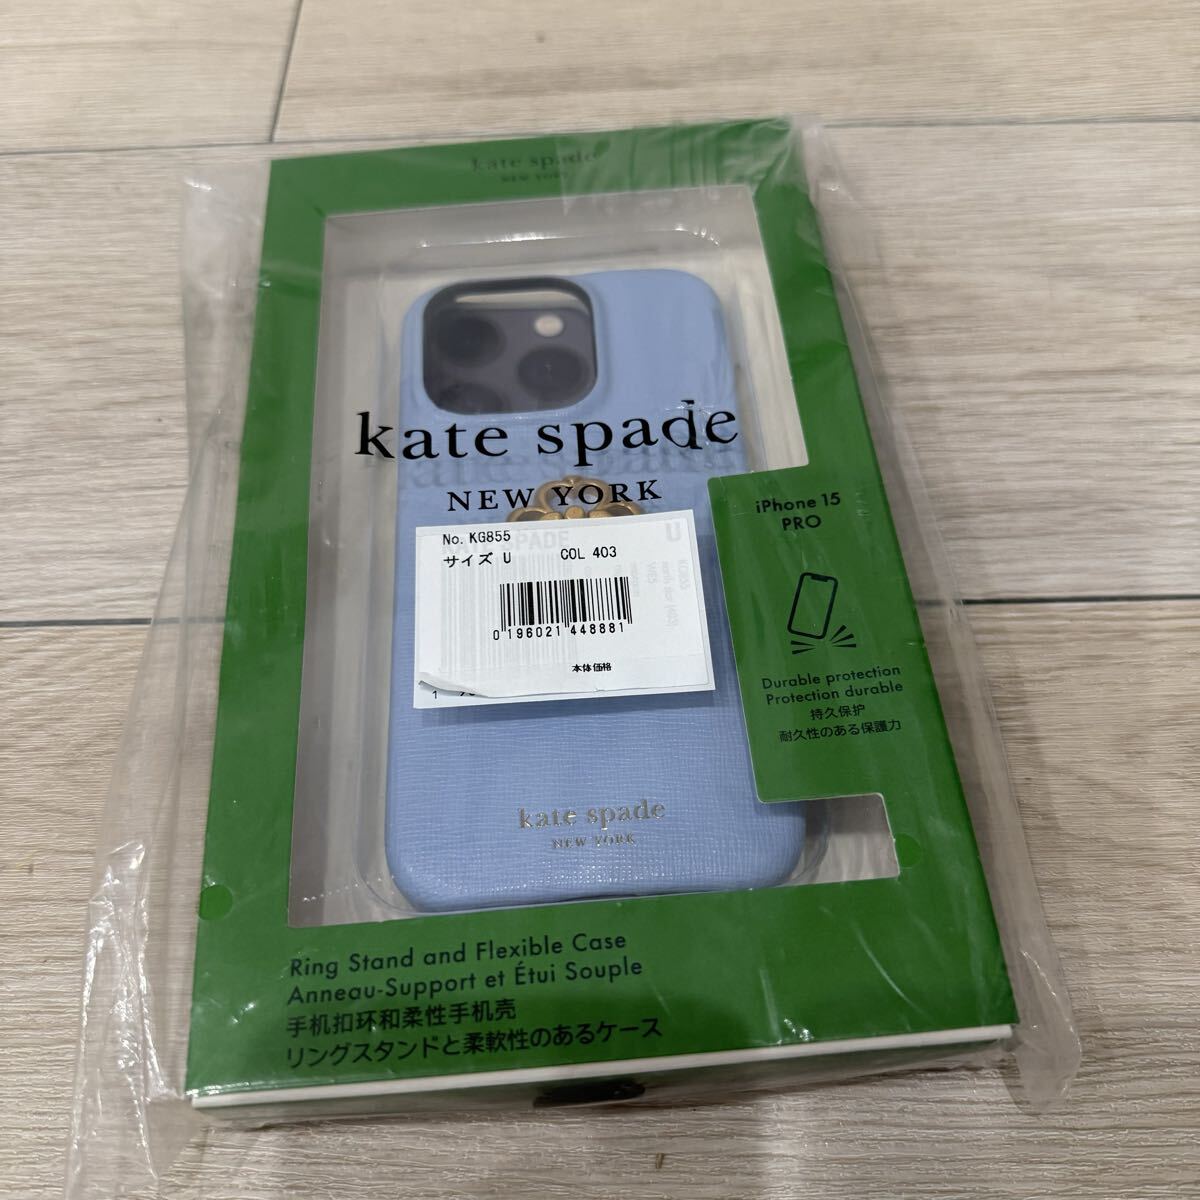 kate spade
NEW YORK
kate spade
NEW YORK
iPhone 15
PRO
No. KG855
サイズ U COL 403
0 196021 448881
本体価格
Durable protection
Protection durable
持久保护
耐久性のある保護力
kate spade
NEW YORK
Ring Stand and Flexible Case
Anneau-Support et Étui Souple
手机扣环和柔性手机壳
リングスタンドと柔軟性のあるケース